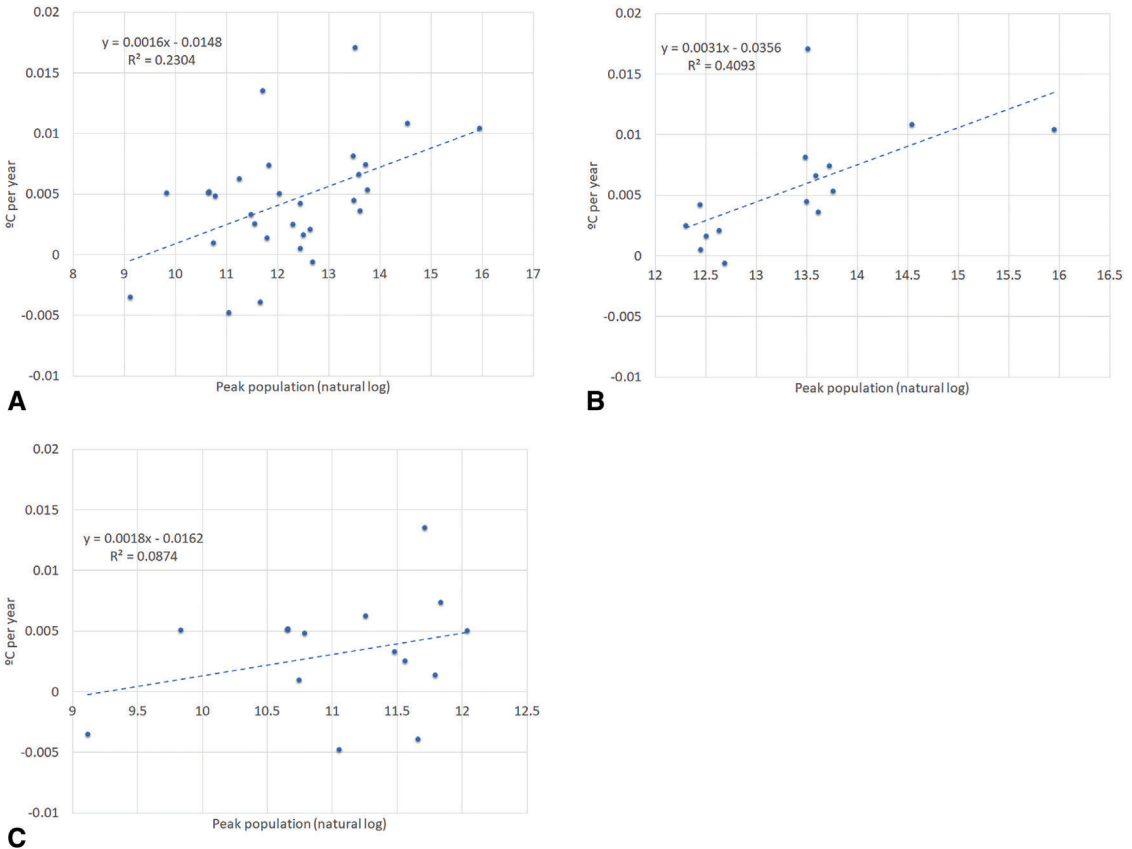 0.02
0.015
0.01
0.005
0
-0.005
-0.01
y = 0.0016x - 0.0148
R² = 0.2304
8 9 10 11 12 13 14 15 16 17
ºC per year
Peak population (natural log)
A
0.02
0.015
0.01
0.005
0
-0.005
-0.01
y = 0.0031x - 0.0356
R² = 0.4093
12 12.5 13 13.5 14 14.5 15 15.5 16 16.5
ºC per year
Peak population (natural log)
B
0.02
0.015
0.01
0.005
0
-0.005
-0.01
y = 0.0018x - 0.0162
R² = 0.0874
9 9.5 10 10.5 11 11.5 12 12.5
ºC per year
Peak population (natural log)
C